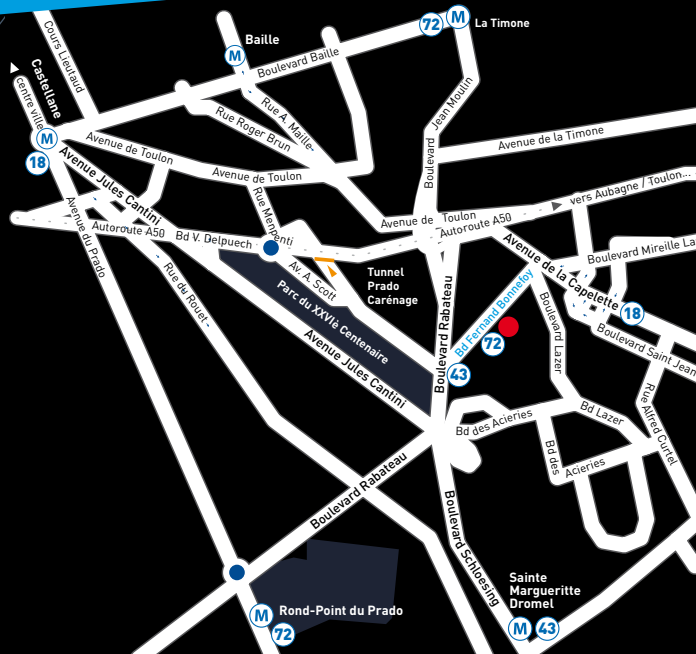 Cours Lieutaud
Baille
M
72
M
La Timone
Boulevard Baille
Castellane
centre ville
M
18
Rue A. Maille
Rue Roger Brun
Jean Moulin
Boulevard
Avenue de la Timone
Avenue de Toulon
Avenue de Toulon
Avenue Jules Cantini
Rue Menpenti
vers Aubagne / Toulon...
Avenue de Toulon
Autoroute A50
Autoroute A50
Bd V. Delpuech
Avenue du Prado
Rue du Rouet
Av. A. Scott
Tunnel
Prado
Carénage
Avenue de la Capelette
Boulevard Mireille La
Parc du XXVIè Centenaire
Avenue Jules Cantini
Boulevard Rabateau
Bd Fernand Bonnefoy
72
43
18
Boulevard Lazer
Boulevard Saint Jean
Bd des Acieries
Bd Lazer
Rue Alfred Curtel
Bd des
Acieries
Boulevard Rabateau
Boulevard Schloesing
Sainte
Margueritte
Dromel
M
43
M
Rond-Point du Prado
72